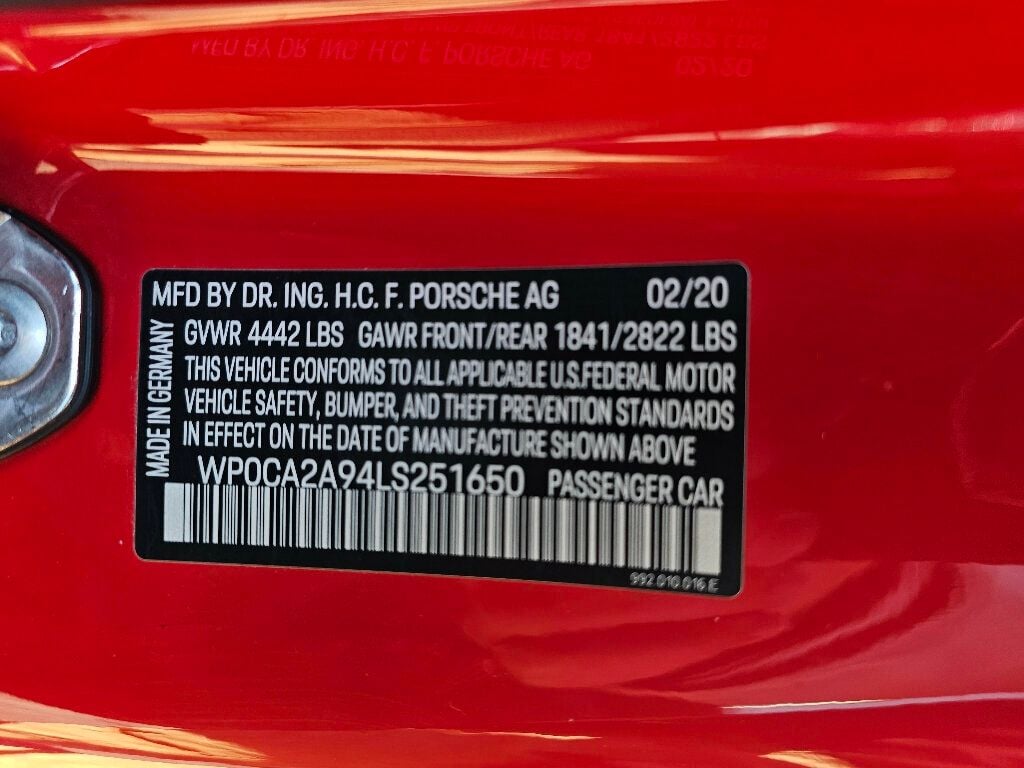 MFD BY DR. ING. H.C. F. PORSCHE AG 02/20
MADE IN GERMANY
GVWR 4442 LBS GAWR FRONT/REAR 1841/2822 LBS
THIS VEHICLE CONFORMS TO ALL APPLICABLE U.S.FEDERAL MOTOR
VEHICLE SAFETY, BUMPER, AND THEFT PREVENTION STANDARDS
IN EFFECT ON THE DATE OF MANUFACTURE SHOWN ABOVE
WP0CA2A94LS251650 PASSENGER CAR
992.010.016 E